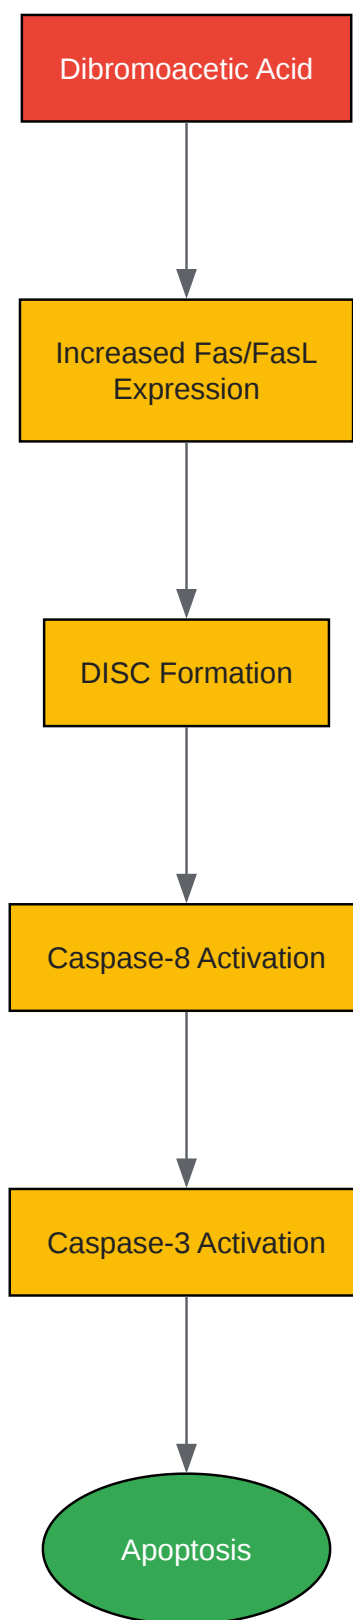 Dibromoacetic Acid
Increased Fas/FasL
Expression
DISC Formation
Caspase-8 Activation
Caspase-3 Activation
Apoptosis